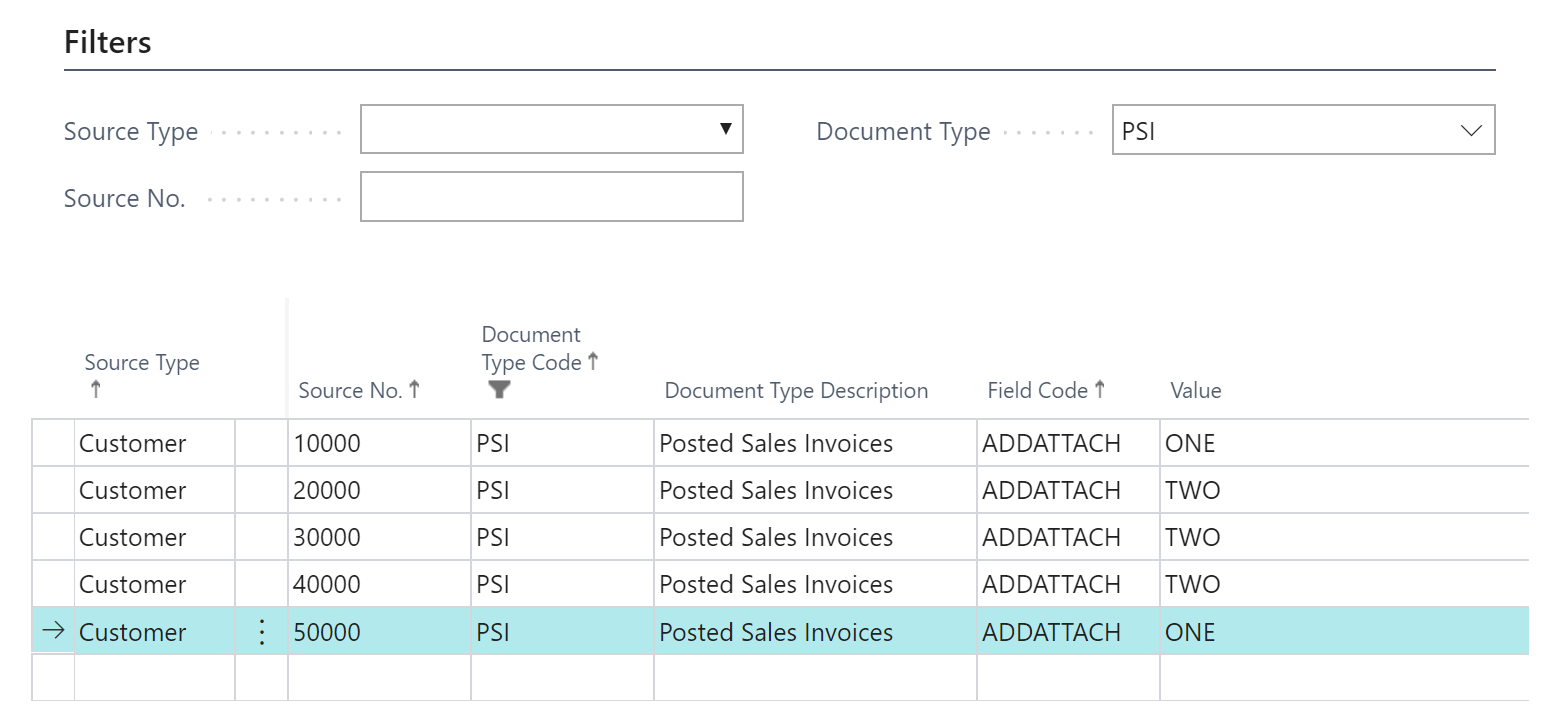 Filters
Source Type
Document Type PSI
Source No.
Source Type
Source No.
Document
Type Code
Document Type Description
Field Code
Value
Customer 10000 PSI Posted Sales Invoices ADDATTACH ONE
Customer 20000 PSI Posted Sales Invoices ADDATTACH TWO
Customer 30000 PSI Posted Sales Invoices ADDATTACH TWO
Customer 40000 PSI Posted Sales Invoices ADDATTACH TWO
Customer 50000 PSI Posted Sales Invoices ADDATTACH ONE